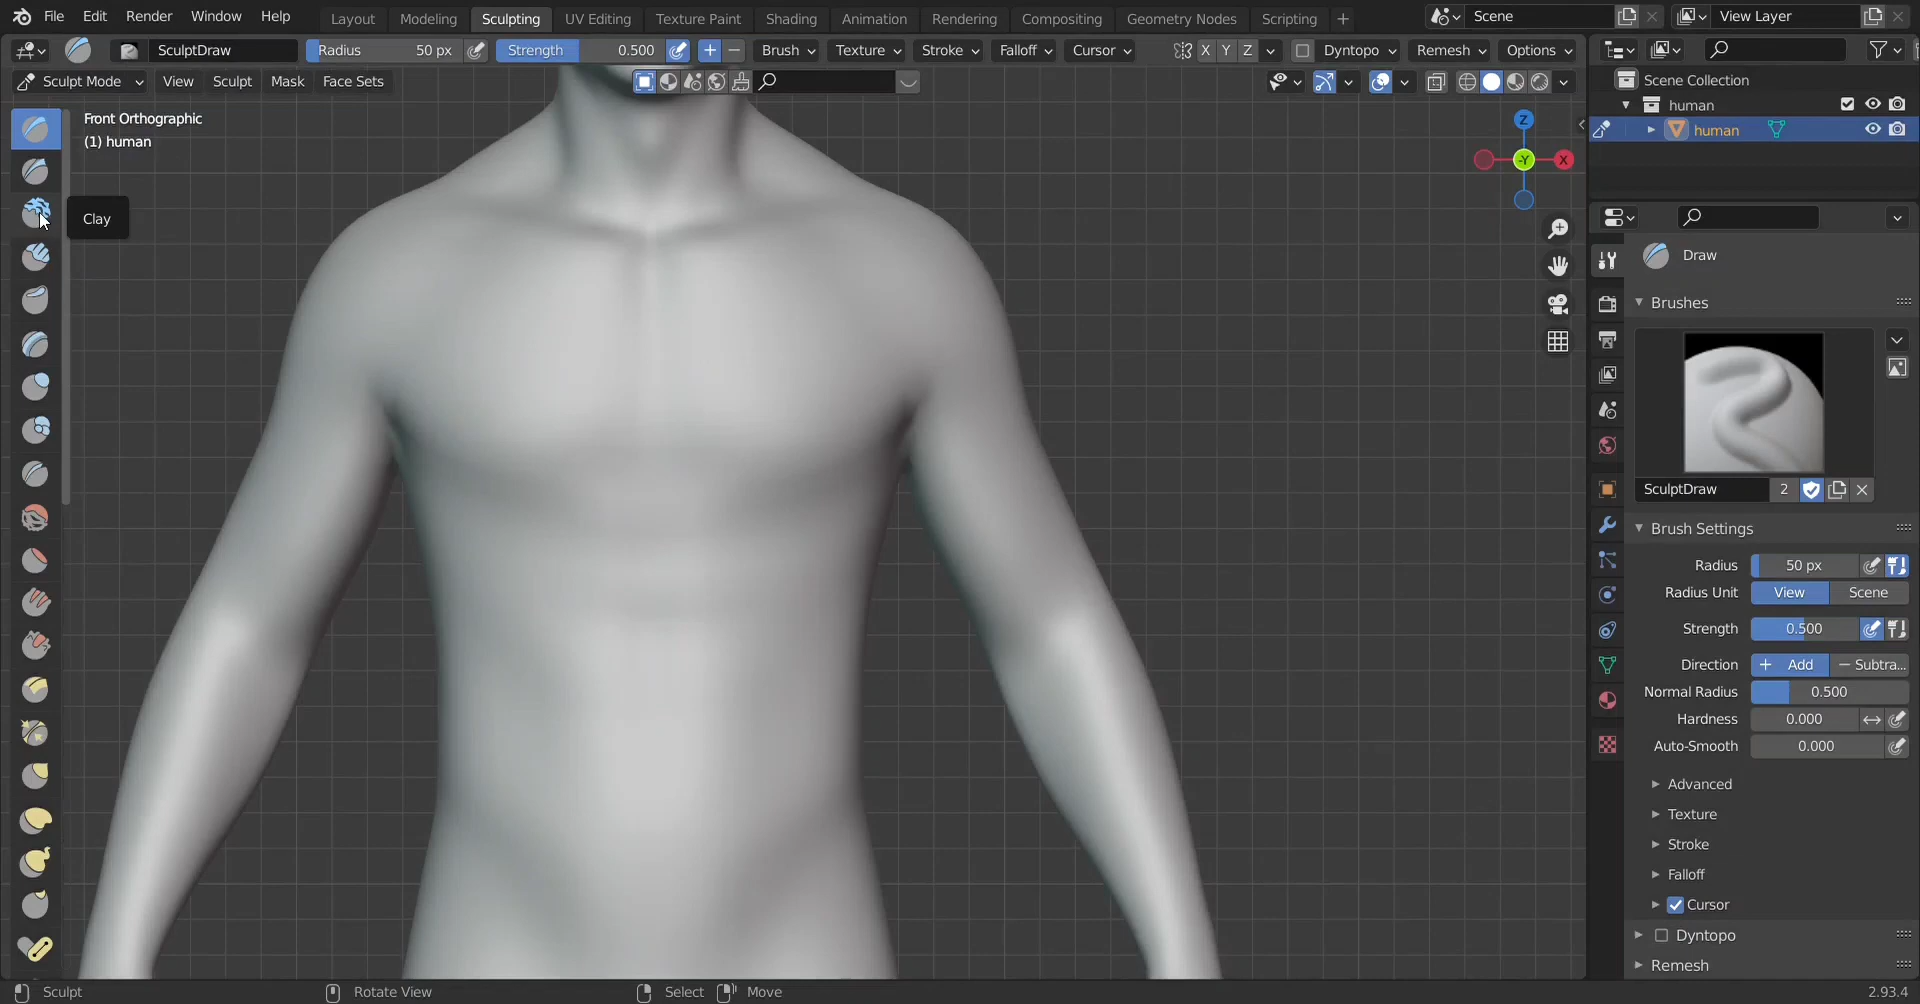 File Edit Render Window Help Layout Modeling Sculpting UV Editing Texture Paint Shading Animation Rendering Compositing Geometry Nodes Scripting + Scene View Layer
SculptDraw Radius 50 px Strength 0.500 + − Brush Texture Stroke Falloff Cursor X Y Z Dyntopo Remesh Options
Sculpt Mode View Sculpt Mask Face Sets
Scene Collection
human
human
Front Orthographic
(1) human
Clay
Z
-Y X
Draw
Brushes
SculptDraw 2
Brush Settings
Radius 50 px
Radius Unit View Scene
Strength 0.500
Direction + Add − Subtra...
Normal Radius 0.500
Hardness 0.000
Auto-Smooth 0.000
Advanced
Texture
Stroke
Falloff
Cursor
Dyntopo
Remesh
Sculpt Rotate View Select Move 2.93.4